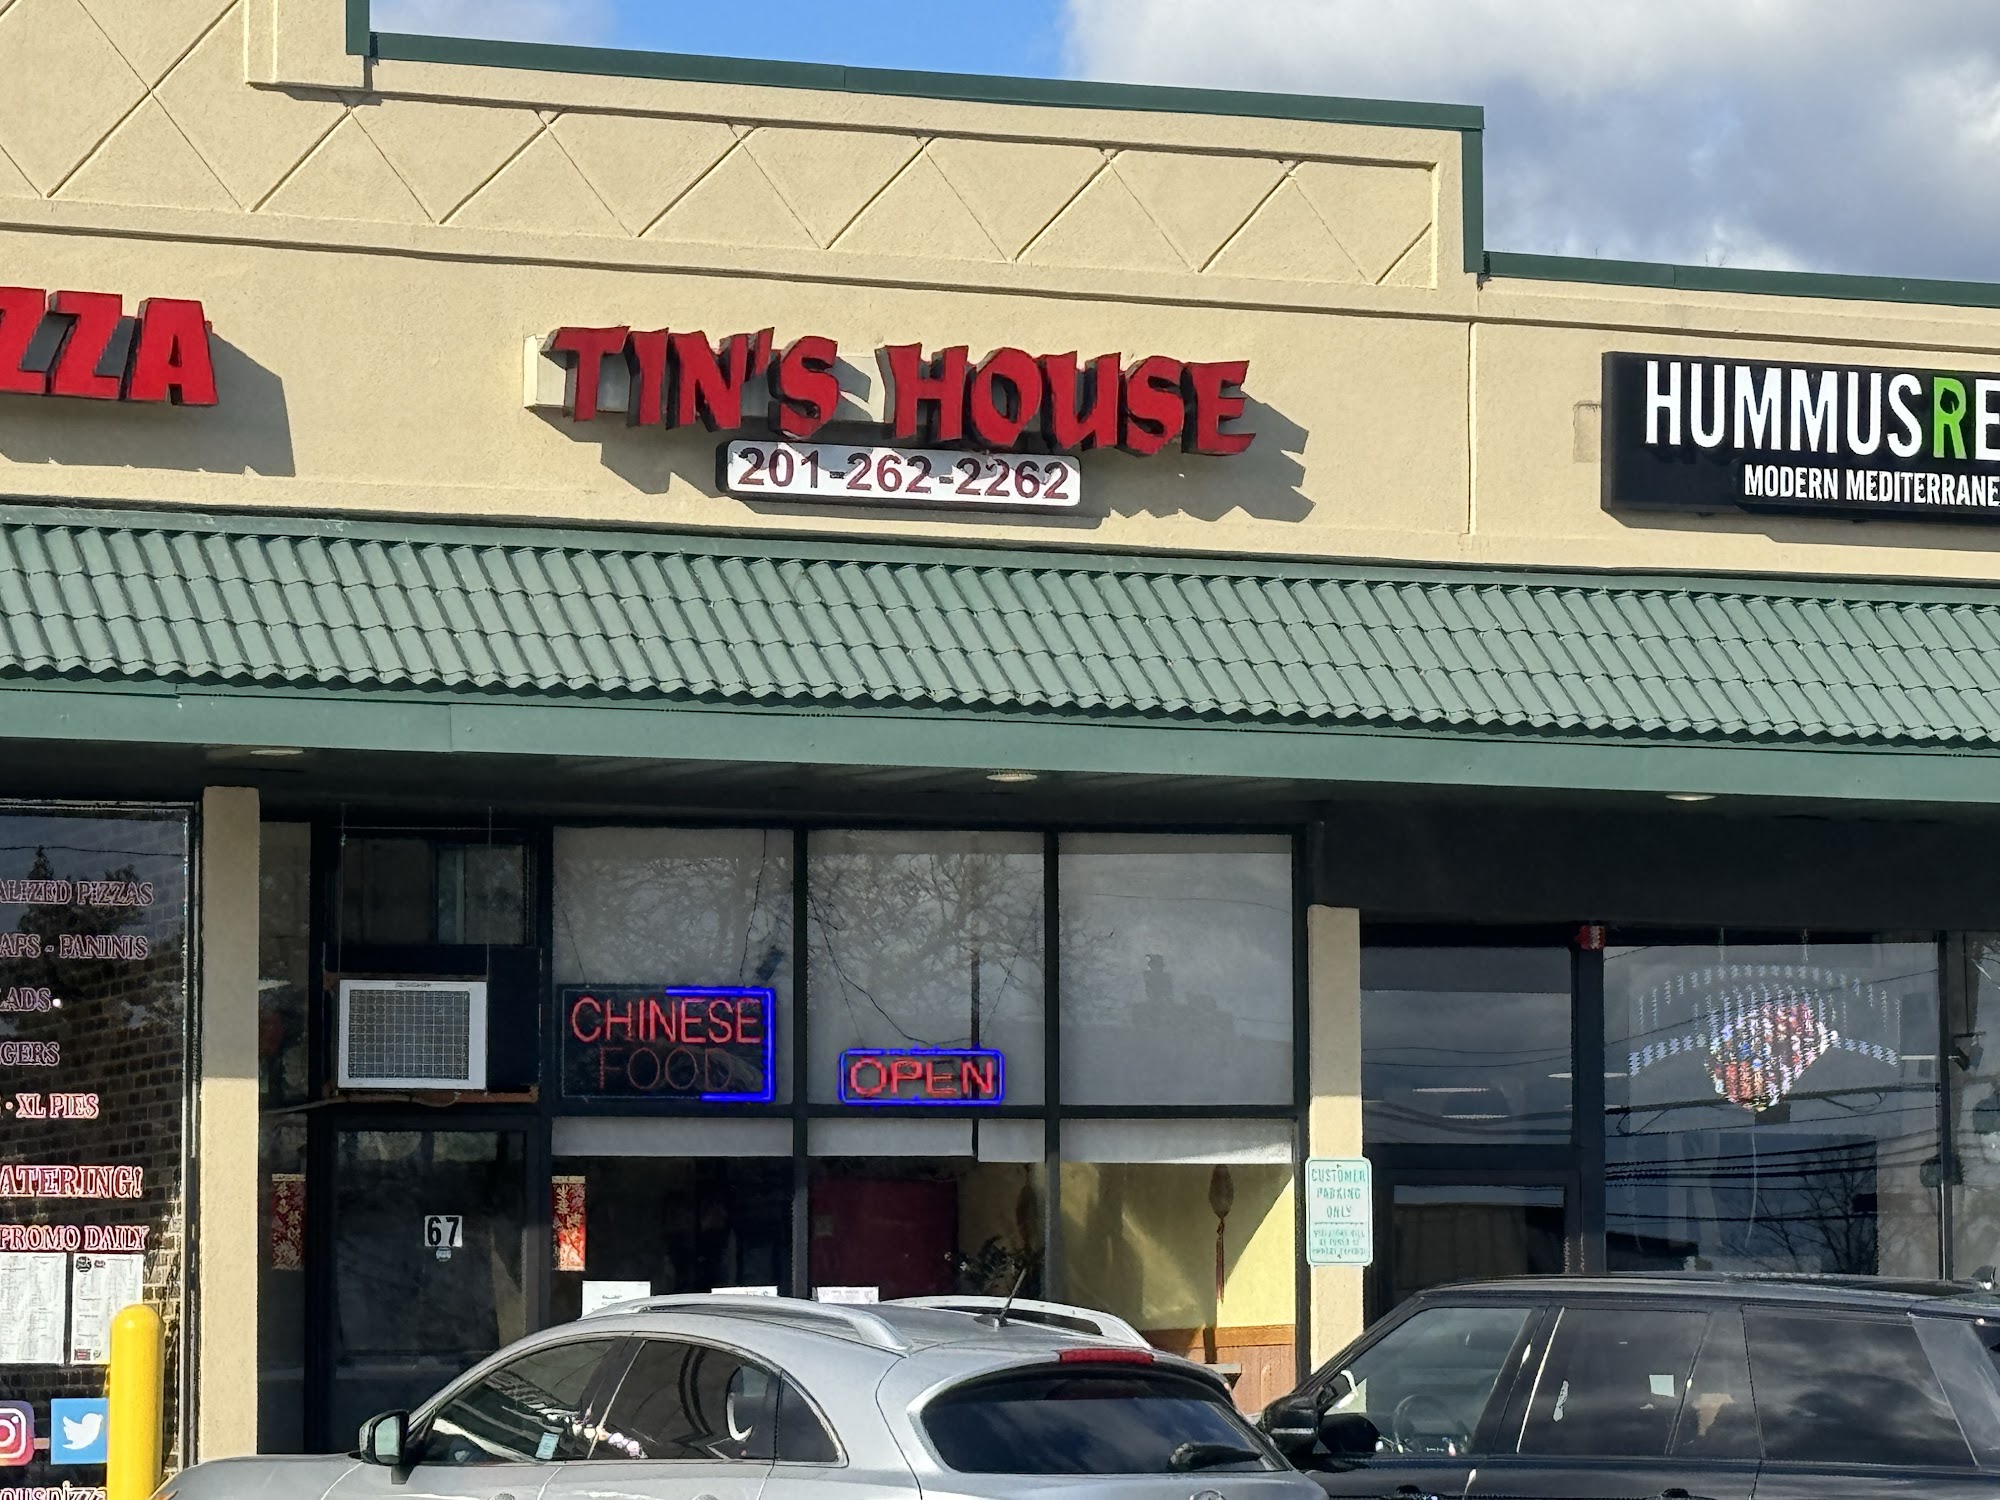 ZZA
TIN'S HOUSE
201-262-2262
HUMMUSRE
MODERN MEDITERRANE
ALIZED PIZZAS
APS - PANINIS
LADS
GERS
· XL PIES
ATERING!
PROMO DAILY
CHINESE
FOOD
OPEN
67
CUSTOMER
PARKING
ONLY